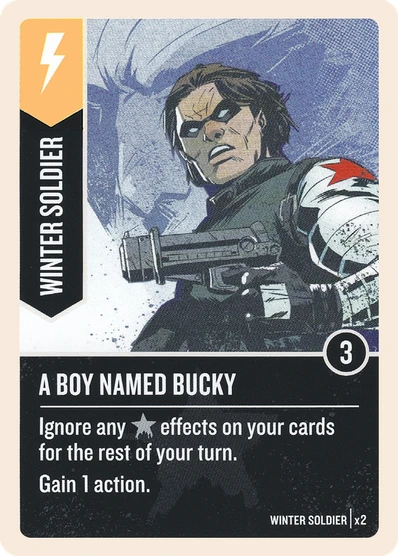 WINTER SOLDIER
3
A BOY NAMED BUCKY
Ignore any effects on your cards
for the rest of your turn.
Gain 1 action.
WINTER SOLDIER x2